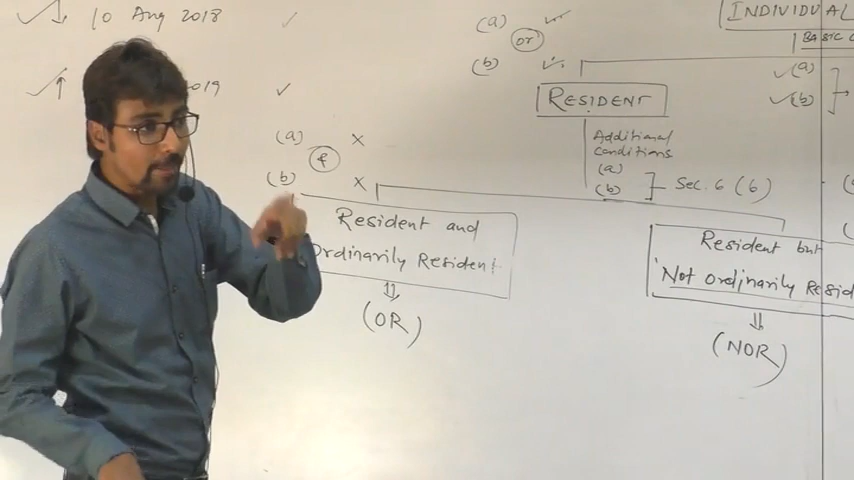 10 Aug 2018
019
(a)
&
(b)
(a)
or
(b)
INDIVIDUAL
BASIC C
(a)
(b)
RESIDENT
Additional
conditions
(a)
(b)
Sec. 6 (6)
Resident and
Ordinarily Resident
(OR)
Resident but
Not Ordinarily Resid
(NOR)